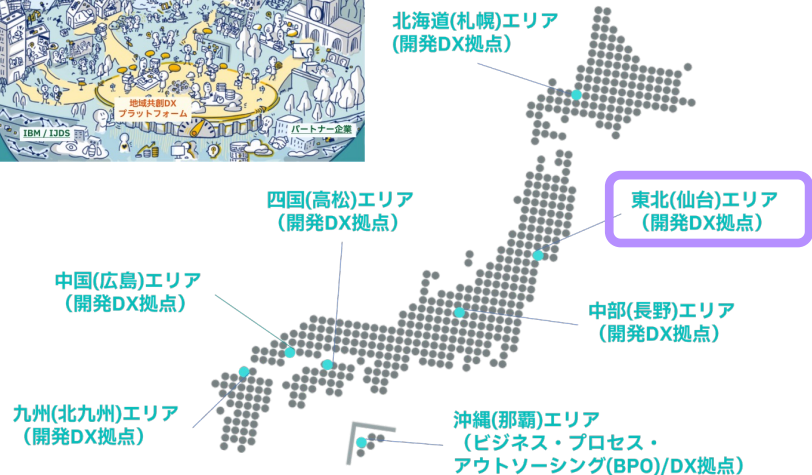 地域共創DX
プラットフォーム
IBM / IJDS
パートナー企業
北海道(札幌)エリア
(開発DX拠点)
四国(高松)エリア
（開発DX拠点）
東北(仙台)エリア
（開発DX拠点）
中国(広島)エリア
（開発DX拠点）
中部(長野)エリア
（開発DX拠点）
九州(北九州)エリア
（開発DX拠点）
沖縄(那覇)エリア
（ビジネス・プロセス・
アウトソーシング(BPO)/DX拠点）